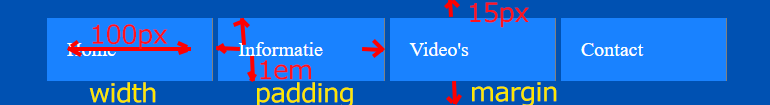 15px
100px
Home Informatie Video's Contact
1em
width padding margin